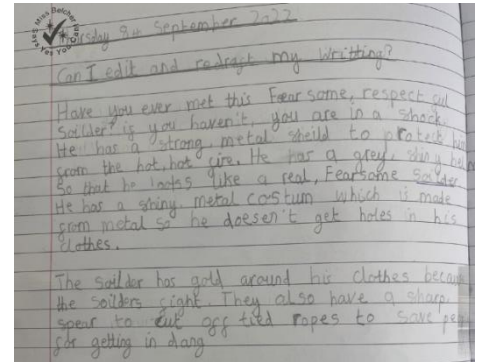 Miss Belcher Says Yes You Can
Thursday 8th September 2022
Can I edit and redraft my writting?
Have you ever met this Fearsome, respect ful
soilder? if you haven't, you are in a shock.
He has a strong, metal sheild to protect him
from the hot, hot fire. He has a grey, shiny
so that he looks like a real, Fearsome soilder
He has a shiny, metal costum which is made
from metal so he doesen't get holes in his
clothes.
The soilder has gold around his clothes
the soilders fight. They also have a sharp,
spear to cut off tied ropes to save
for getting in dang